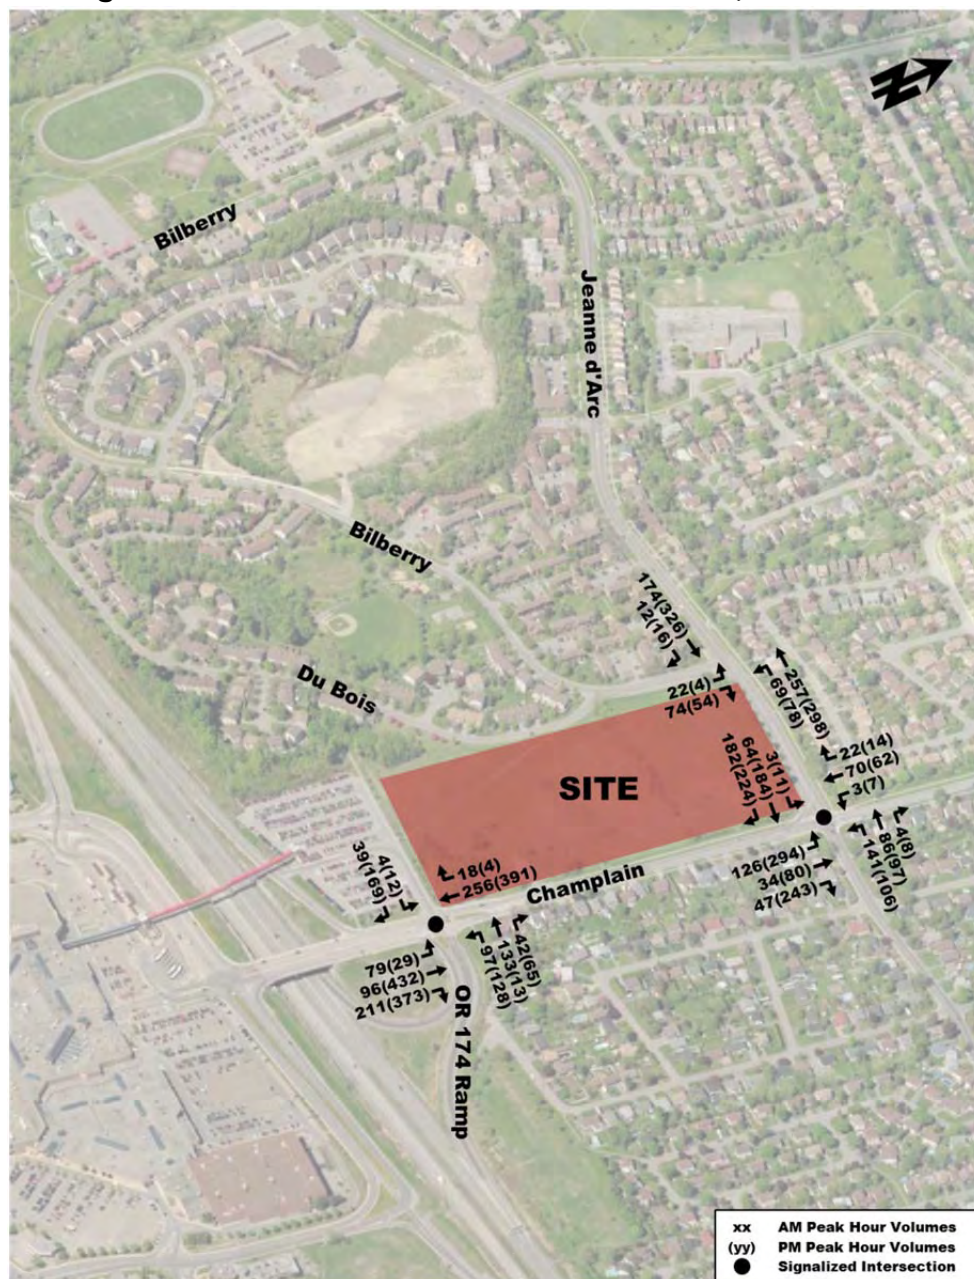 Bilberry
Jeanne d'Arc
Bilberry
Du Bois
174(326)
12(16)
22(4)
74(54)
257(298)
69(78)
3(11)
64(184)
182(224)
22(14)
70(62)
3(7)
SITE
4(8)
86(97)
141(106)
126(294)
34(80)
47(243)
4(12)
39(169)
18(4)
256(391)
Champlain
42(65)
133(13)
97(128)
79(29)
96(432)
211(373)
OR 174 Ramp
xx AM Peak Hour Volumes
(yy) PM Peak Hour Volumes
Signalized Intersection